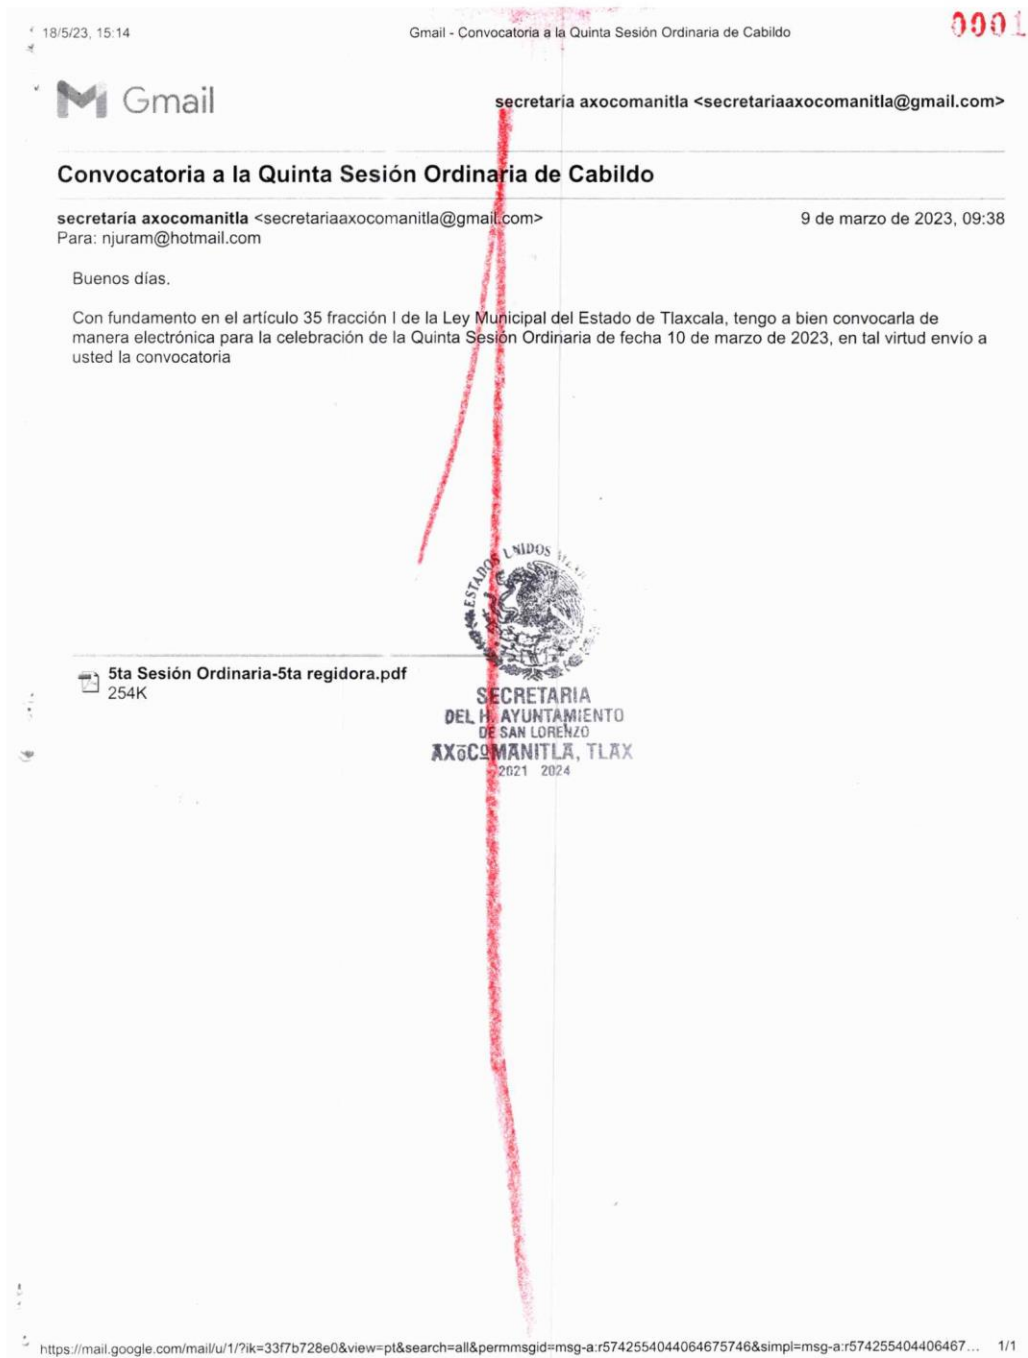 18/5/23, 15:14
Gmail - Convocatoria a la Quinta Sesión Ordinaria de Cabildo
0001
Gmail
secretaría axocomanitla <secretariaaxocomanitla@gmail.com>
Convocatoria a la Quinta Sesión Ordinaria de Cabildo
secretaría axocomanitla <secretariaaxocomanitla@gmail.com>
9 de marzo de 2023, 09:38
Para: njuram@hotmail.com
Buenos días.
Con fundamento en el artículo 35 fracción I de la Ley Municipal del Estado de Tlaxcala, tengo a bien convocarla de
manera electrónica para la celebración de la Quinta Sesión Ordinaria de fecha 10 de marzo de 2023, en tal virtud envío a
usted la convocatoria
ESTADOS UNIDOS
5ta Sesión Ordinaria-5ta regidora.pdf
254K
SECRETARIA
DEL H. AYUNTAMIENTO
DE SAN LORENZO
AXOCOMANITLA, TLAX
2021 2024
https://mail.google.com/mail/u/1/?ik=33f7b728e0&view=pt&search=all&permmsgid=msg-a:r5742554044064675746&simpl=msg-a:r574255404406467... 1/1